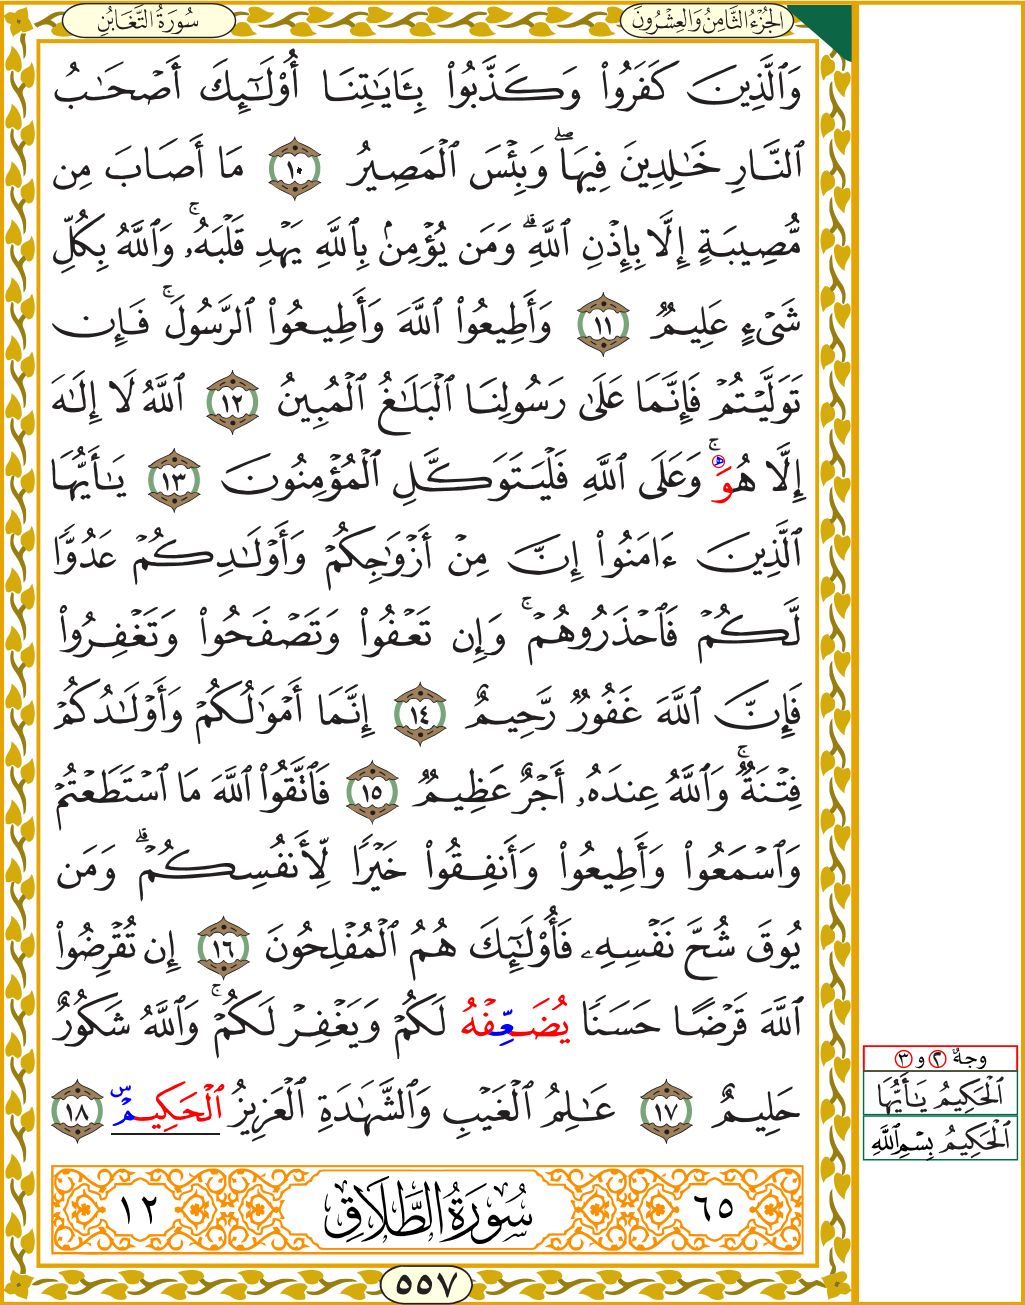 الجُزْءُ الثَّامِنُ وَالعِشْرُونَ
سُورَةُ التَّغَابُنِ
وَٱلَّذِينَ كَفَرُوا۟ وَكَذَّبُوا۟ بِـَٔايَـٰتِنَآ أُو۟لَـٰٓئِكَ أَصْحَـٰبُ
ٱلنَّارِ خَـٰلِدِينَ فِيهَا ۖ وَبِئْسَ ٱلْمَصِيرُ ١٠ مَا أَصَابَ مِن
مُّصِيبَةٍ إِلَّا بِإِذْنِ ٱللَّهِ ۗ وَمَن يُؤْمِنۢ بِٱللَّهِ يَهْدِ قَلْبَهُۥ ۚ وَٱللَّهُ بِكُلِّ
شَىْءٍ عَلِيمٌ ١١ وَأَطِيعُوا۟ ٱللَّهَ وَأَطِيعُوا۟ ٱلرَّسُولَ ۚ فَإِن
تَوَلَّيْتُمْ فَإِنَّمَا عَلَىٰ رَسُولِنَا ٱلْبَلَـٰغُ ٱلْمُبِينُ ١٢ ٱللَّهُ لَا إِلَـٰهَ
إِلَّا هُوَ ۚ وَعَلَى ٱللَّهِ فَلْيَتَوَكَّلِ ٱلْمُؤْمِنُونَ ١٣ يَـٰأَيُّهَا
ٱلَّذِينَ ءَامَنُوا۟ إِنَّ مِنْ أَزْوَٰجِكُمْ وَأَوْلَـٰدِكُمْ عَدُوًّا
لَّكُمْ فَٱحْذَرُوهُمْ ۚ وَإِن تَعْفُوا۟ وَتَصْفَحُوا۟ وَتَغْفِرُوا۟
فَإِنَّ ٱللَّهَ غَفُورٌ رَّحِيمٌ ١٤ إِنَّمَا أَمْوَٰلُكُمْ وَأَوْلَـٰدُكُمْ
فِتْنَةٌ ۚ وَٱللَّهُ عِندَهُۥ أَجْرٌ عَظِيمٌ ١٥ فَٱتَّقُوا۟ ٱللَّهَ مَا ٱسْتَطَعْتُمْ
وَٱسْمَعُوا۟ وَأَطِيعُوا۟ وَأَنفِقُوا۟ خَيْرًا لِّأَنفُسِكُمْ ۗ وَمَن
يُوقَ شُحَّ نَفْسِهِۦ فَأُو۟لَـٰٓئِكَ هُمُ ٱلْمُفْلِحُونَ ١٦ إِن تُقْرِضُوا۟
ٱللَّهَ قَرْضًا حَسَنًا يُضَعِّفْهُ لَكُمْ وَيَغْفِرْ لَكُمْ ۚ وَٱللَّهُ شَكُورٌ
حَلِيمٌ ١٧ عَـٰلِمُ ٱلْغَيْبِ وَٱلشَّهَـٰدَةِ ٱلْعَزِيزُ ٱلْحَكِيمُ ١٨
٦٥ سُورَةُ الطَّلَاقِ ١٢
٥٥٧
وجهٌ ٢ و ٣
ٱلْحَكِيمُ يَـٰٓأَيُّهَا
ٱلْحَكِيمُ بِسْمِ ٱللَّهِ